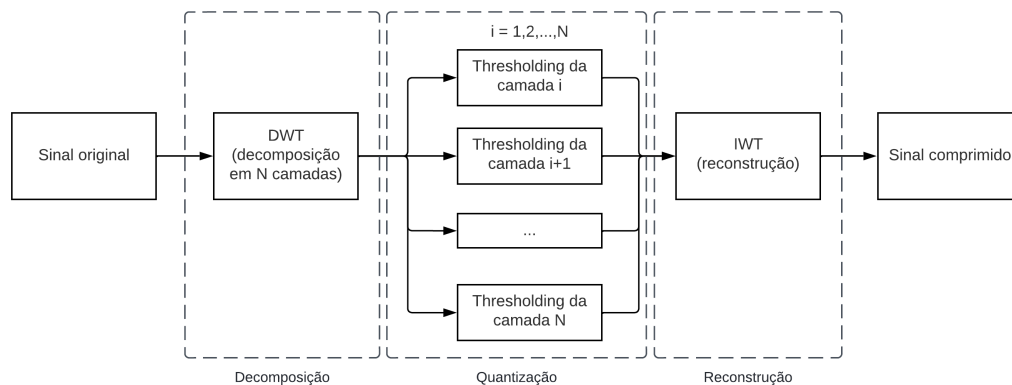 i = 1,2,...,N
Sinal original
DWT
(decomposição
em N camadas)
Thresholding da
camada i
Thresholding da
camada i+1
...
Thresholding da
camada N
IWT
(reconstrução)
Sinal comprimido
Decomposição
Quantização
Reconstrução